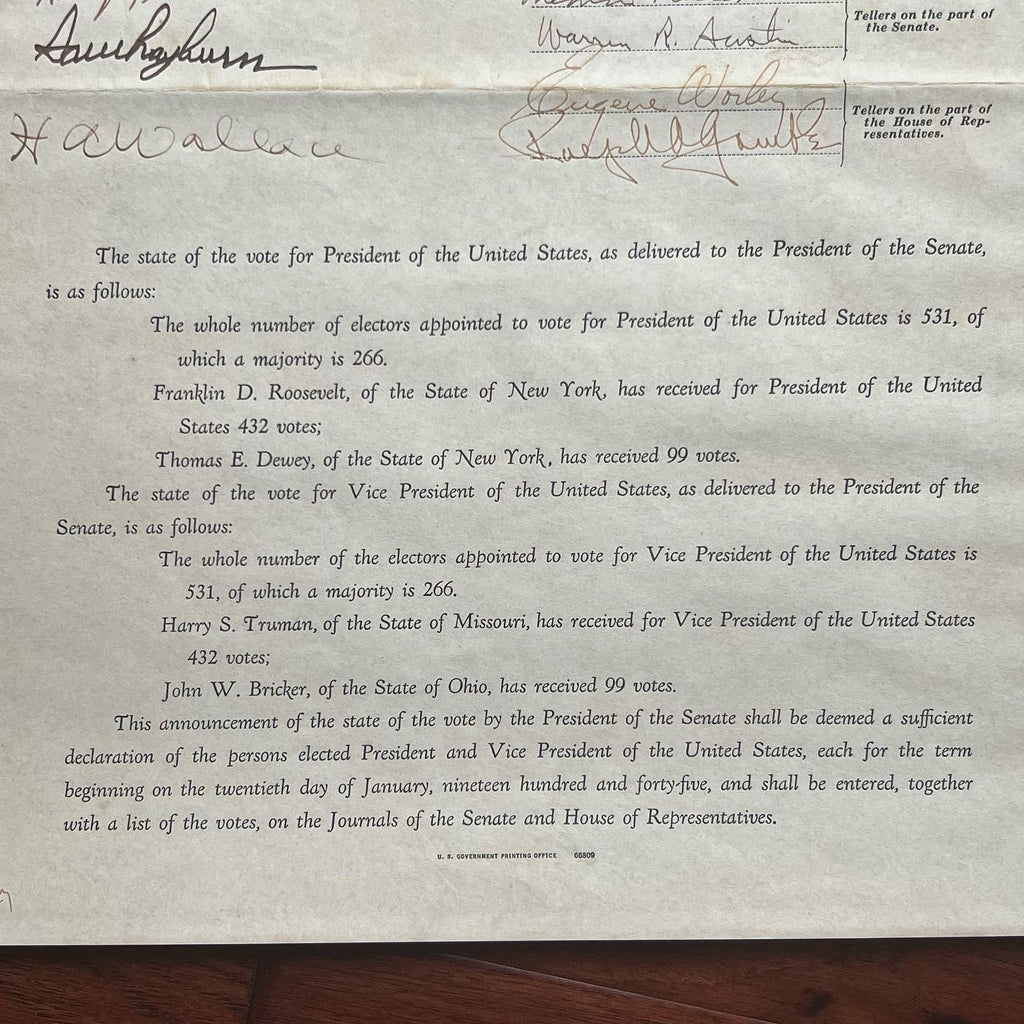 Sam Rayburn
Warren R. Austin
Tellers on the part of
the Senate.
H A Wallace
Eugene Worley
Ralph A Gamble
Tellers on the part of
the House of Rep-
resentatives.
The state of the vote for President of the United States, as delivered to the President of the Senate,
is as follows:
The whole number of electors appointed to vote for President of the United States is 531, of
which a majority is 266.
Franklin D. Roosevelt, of the State of New York, has received for President of the United
States 432 votes;
Thomas E. Dewey, of the State of New York, has received 99 votes.
The state of the vote for Vice President of the United States, as delivered to the President of the
Senate, is as follows:
The whole number of the electors appointed to vote for Vice President of the United States is
531, of which a majority is 266.
Harry S. Truman, of the State of Missouri, has received for Vice President of the United States
432 votes;
John W. Bricker, of the State of Ohio, has received 99 votes.
This announcement of the state of the vote by the President of the Senate shall be deemed a sufficient
declaration of the persons elected President and Vice President of the United States, each for the term
beginning on the twentieth day of January, nineteen hundred and forty-five, and shall be entered, together
with a list of the votes, on the Journals of the Senate and House of Representatives.
U. S. GOVERNMENT PRINTING OFFICE 66809